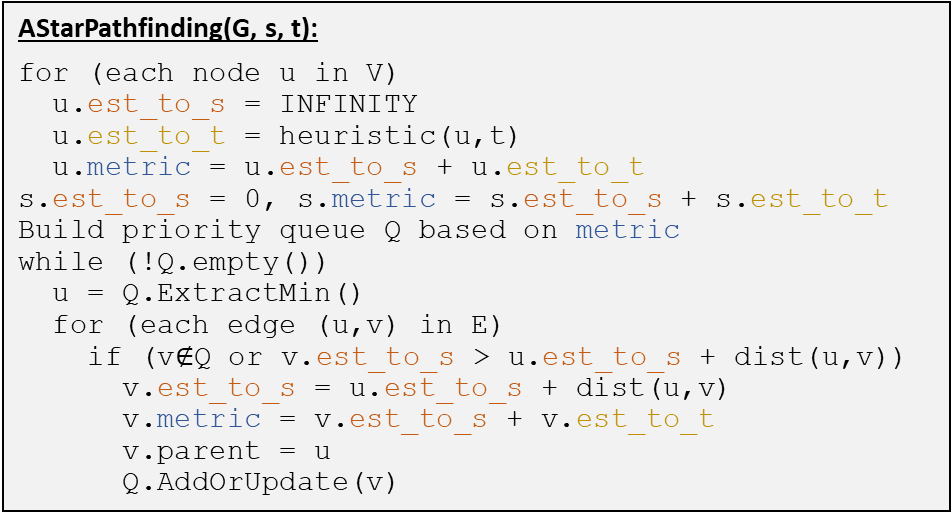 AStarPathfinding(G, s, t):
for (each node u in V)
  u.est_to_s = INFINITY
  u.est_to_t = heuristic(u,t)
  u.metric = u.est_to_s + u.est_to_t
s.est_to_s = 0, s.metric = s.est_to_s + s.est_to_t
Build priority queue Q based on metric
while (!Q.empty())
  u = Q.ExtractMin()
  for (each edge (u,v) in E)
    if (v∉Q or v.est_to_s > u.est_to_s + dist(u,v))
      v.est_to_s = u.est_to_s + dist(u,v)
      v.metric = v.est_to_s + v.est_to_t
      v.parent = u
      Q.AddOrUpdate(v)